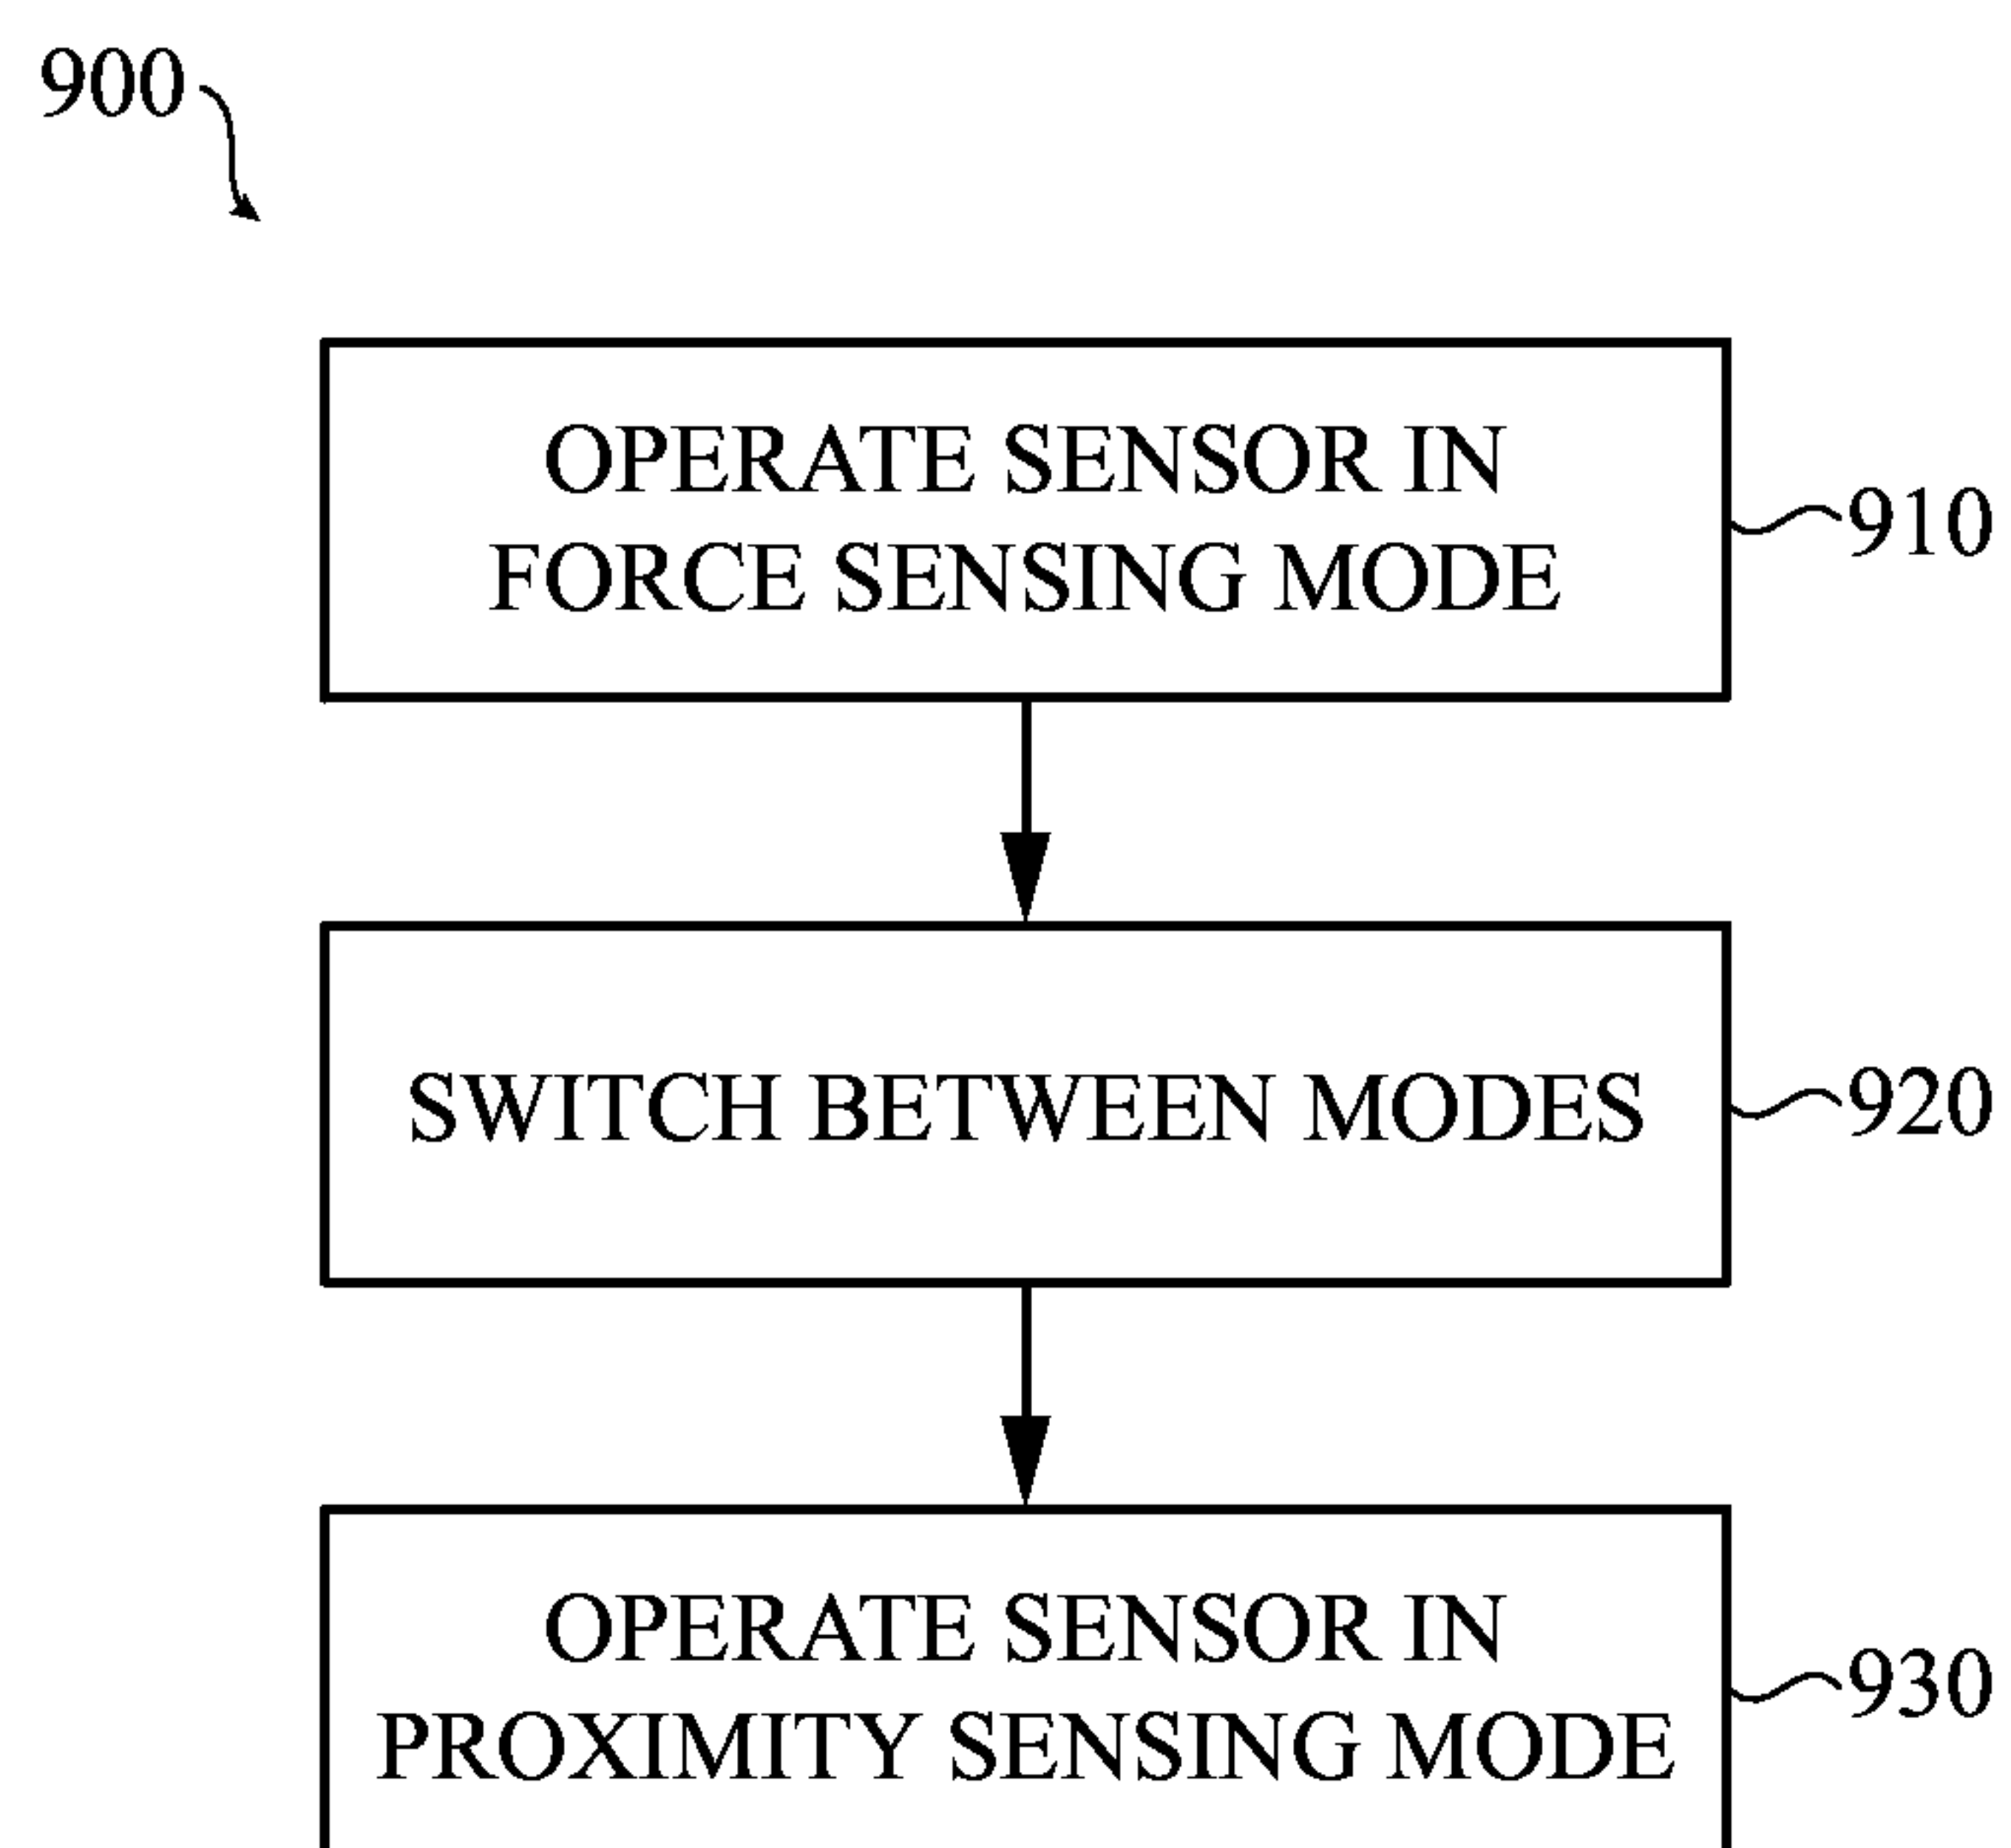 900
OPERATE SENSOR IN
FORCE SENSING MODE
910
SWITCH BETWEEN MODES
920
OPERATE SENSOR IN
PROXIMITY SENSING MODE
930